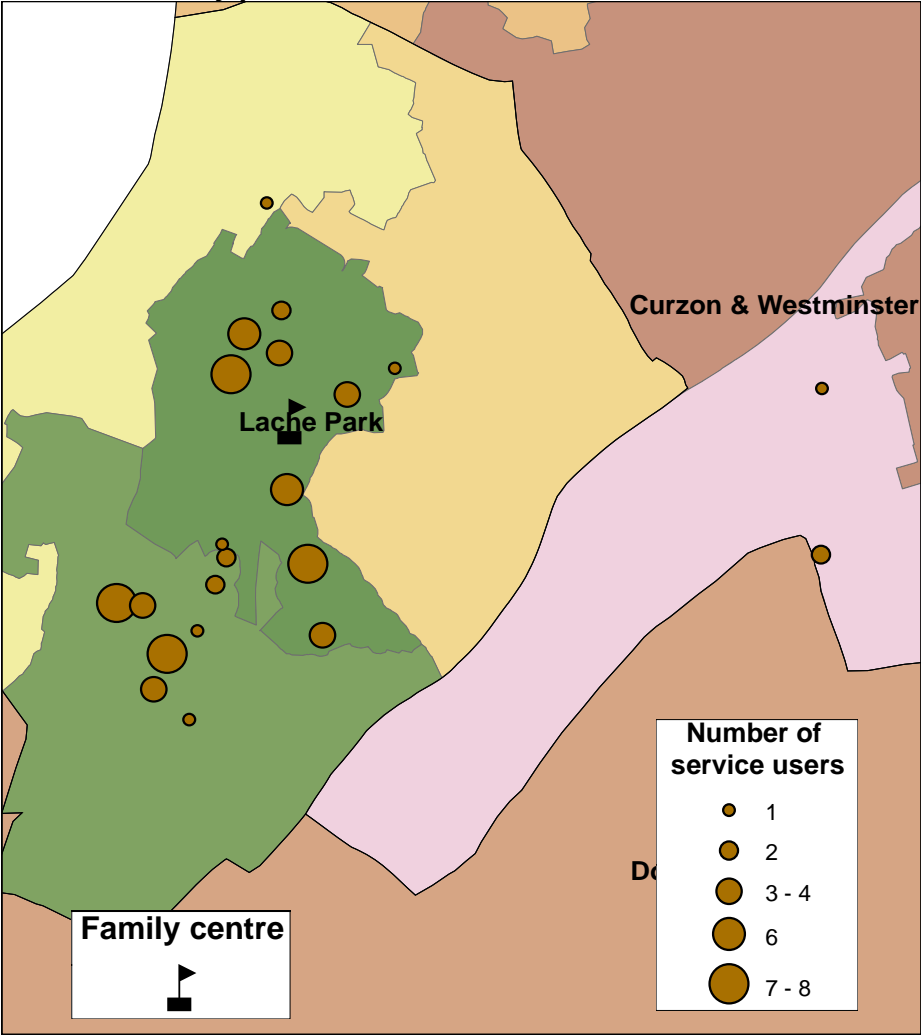 Curzon & Westminster
Lache Park
Number of
service users
1
2
3 - 4
6
7 - 8
Family centre